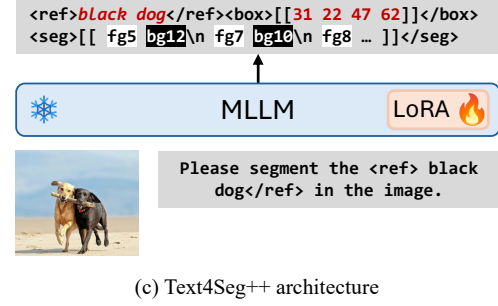 <ref>black dog</ref><box>[[31 22 47 62]]</box>
<seg>[[ fg5 bg12\n fg7 bg10\n fg8 … ]]</seg>
MLLM
LoRA
Please segment the <ref> black
dog</ref> in the image.
(c) Text4Seg++ architecture